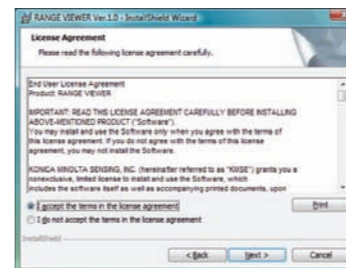 RANGE VIEWER Ver.1.0 - InstallShield Wizard
License Agreement
Please read the following license agreement carefully.
End User License Agreement
Product: RANGE VIEWER
IMPORTANT: READ THIS LICENSE AGREEMENT CAREFULLY BEFORE INSTALLING
ABOVE-MENTIONED PRODUCT ("Software").
You may install and use the Software only when you agree with the terms of
this license agreement. If you do not agree with the terms of this license
agreement, you may not install the Software.
KONICA MINOLTA SENSING, INC. (hereinafter referred to as "KMSE") grants you a
nonexclusive, limited license to install and use the Software, which
includes the software itself as well as accompanying printed documents, upon
I accept the terms in the license agreement
Print
I do not accept the terms in the license agreement
InstallShield
< Back
Next >
Cancel